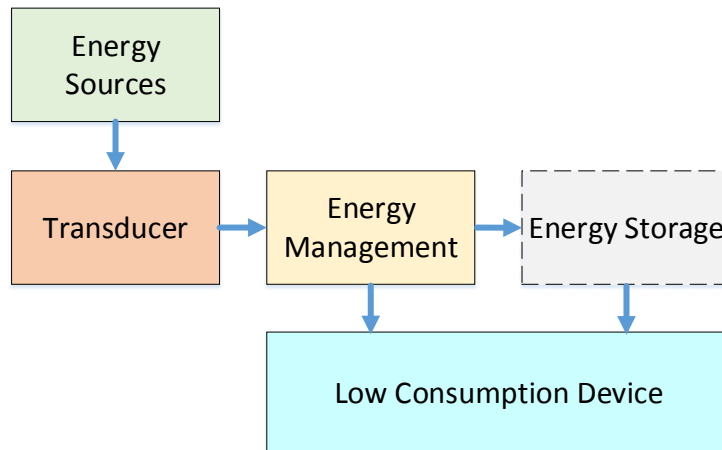 Energy
Sources
Transducer
Energy
Management
Energy Storage
Low Consumption Device